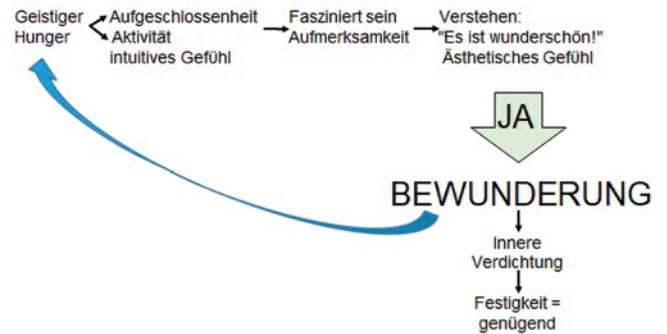 Geistiger
Hunger
Aufgeschlossenheit
Aktivität
intuitives Gefühl
Fasziniert sein
Aufmerksamkeit
Verstehen:
"Es ist wunderschön!"
Ästhetisches Gefühl
JA
BEWUNDERUNG
Innere
Verdichtung
Festigkeit =
genügend